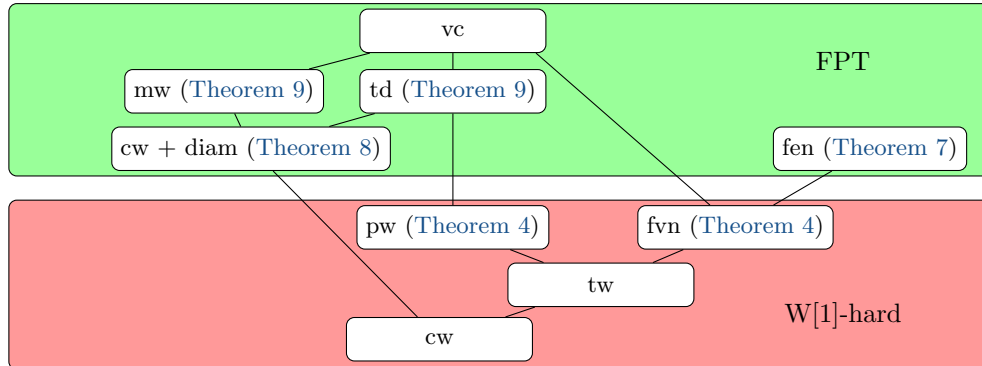 vc
FPT
mw (Theorem 9)
td (Theorem 9)
cw + diam (Theorem 8)
fen (Theorem 7)
pw (Theorem 4)
fvn (Theorem 4)
tw
W[1]-hard
cw